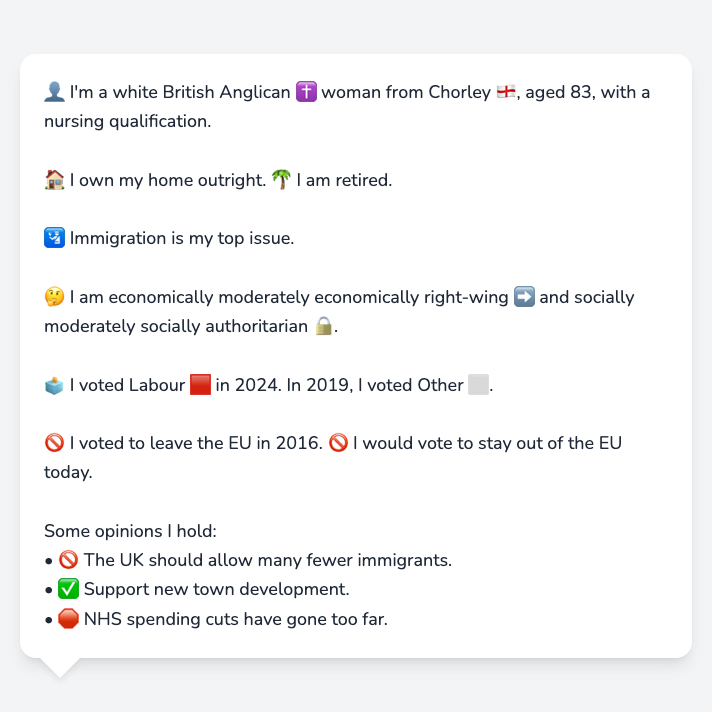 👤 I'm a white British Anglican ✝️ woman from Chorley 🏴󠁧󠁢󠁥󠁮󠁧󠁿, aged 83, with a
nursing qualification.
🏠 I own my home outright. 🌴 I am retired.
🛂 Immigration is my top issue.
🤔 I am economically moderately economically right-wing ➡️ and socially
moderately socially authoritarian 🔒.
🗳️ I voted Labour 🟥 in 2024. In 2019, I voted Other ⬜.
🚫 I voted to leave the EU in 2016. 🚫 I would vote to stay out of the EU
today.
Some opinions I hold:
• 🚫 The UK should allow many fewer immigrants.
• ✅ Support new town development.
• 🛑 NHS spending cuts have gone too far.